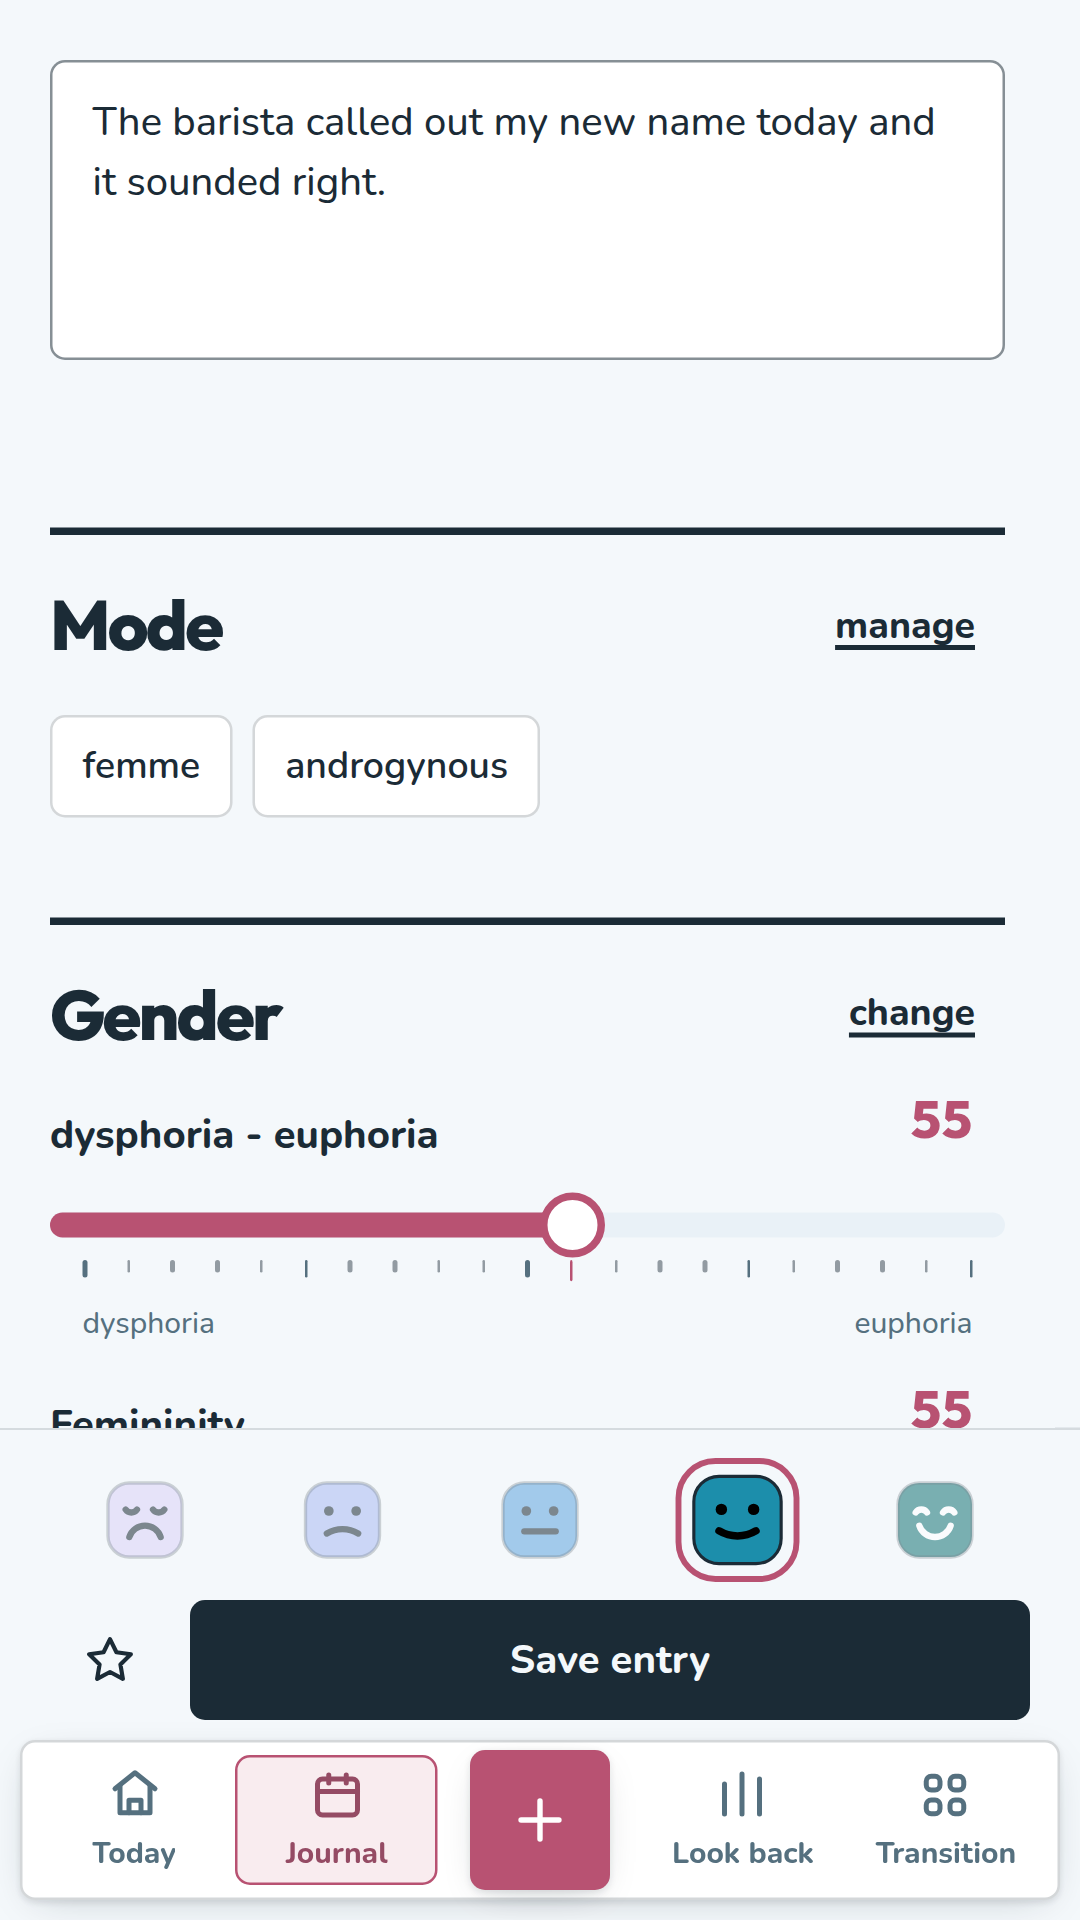 The barista called out my new name today and
it sounded right.
Mode
manage
femme
androgynous
Gender
change
dysphoria - euphoria
55
dysphoria
euphoria
Femininity
55
Save entry
Today
Journal
Look back
Transition